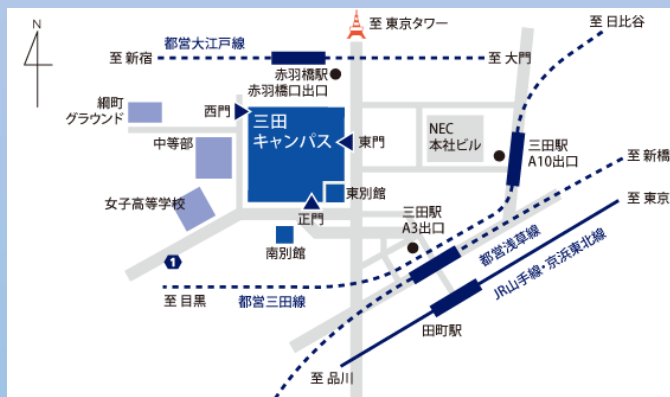 至 東京タワー
至 日比谷
都営大江戸線
至 新宿
至 大門
赤羽橋駅
赤羽橋口出口
4
綱町
グラウンド
西門
三田
キャンパス
東門
NEC
本社ビル
三田駅
A10出口
至 新橋
中等部
女子高等学校
東別館
正門
三田駅
A3出口
至 東京
南別館
都営浅草線
JR山手線・京浜東北線
1
至 目黒
都営三田線
田町駅
至 品川